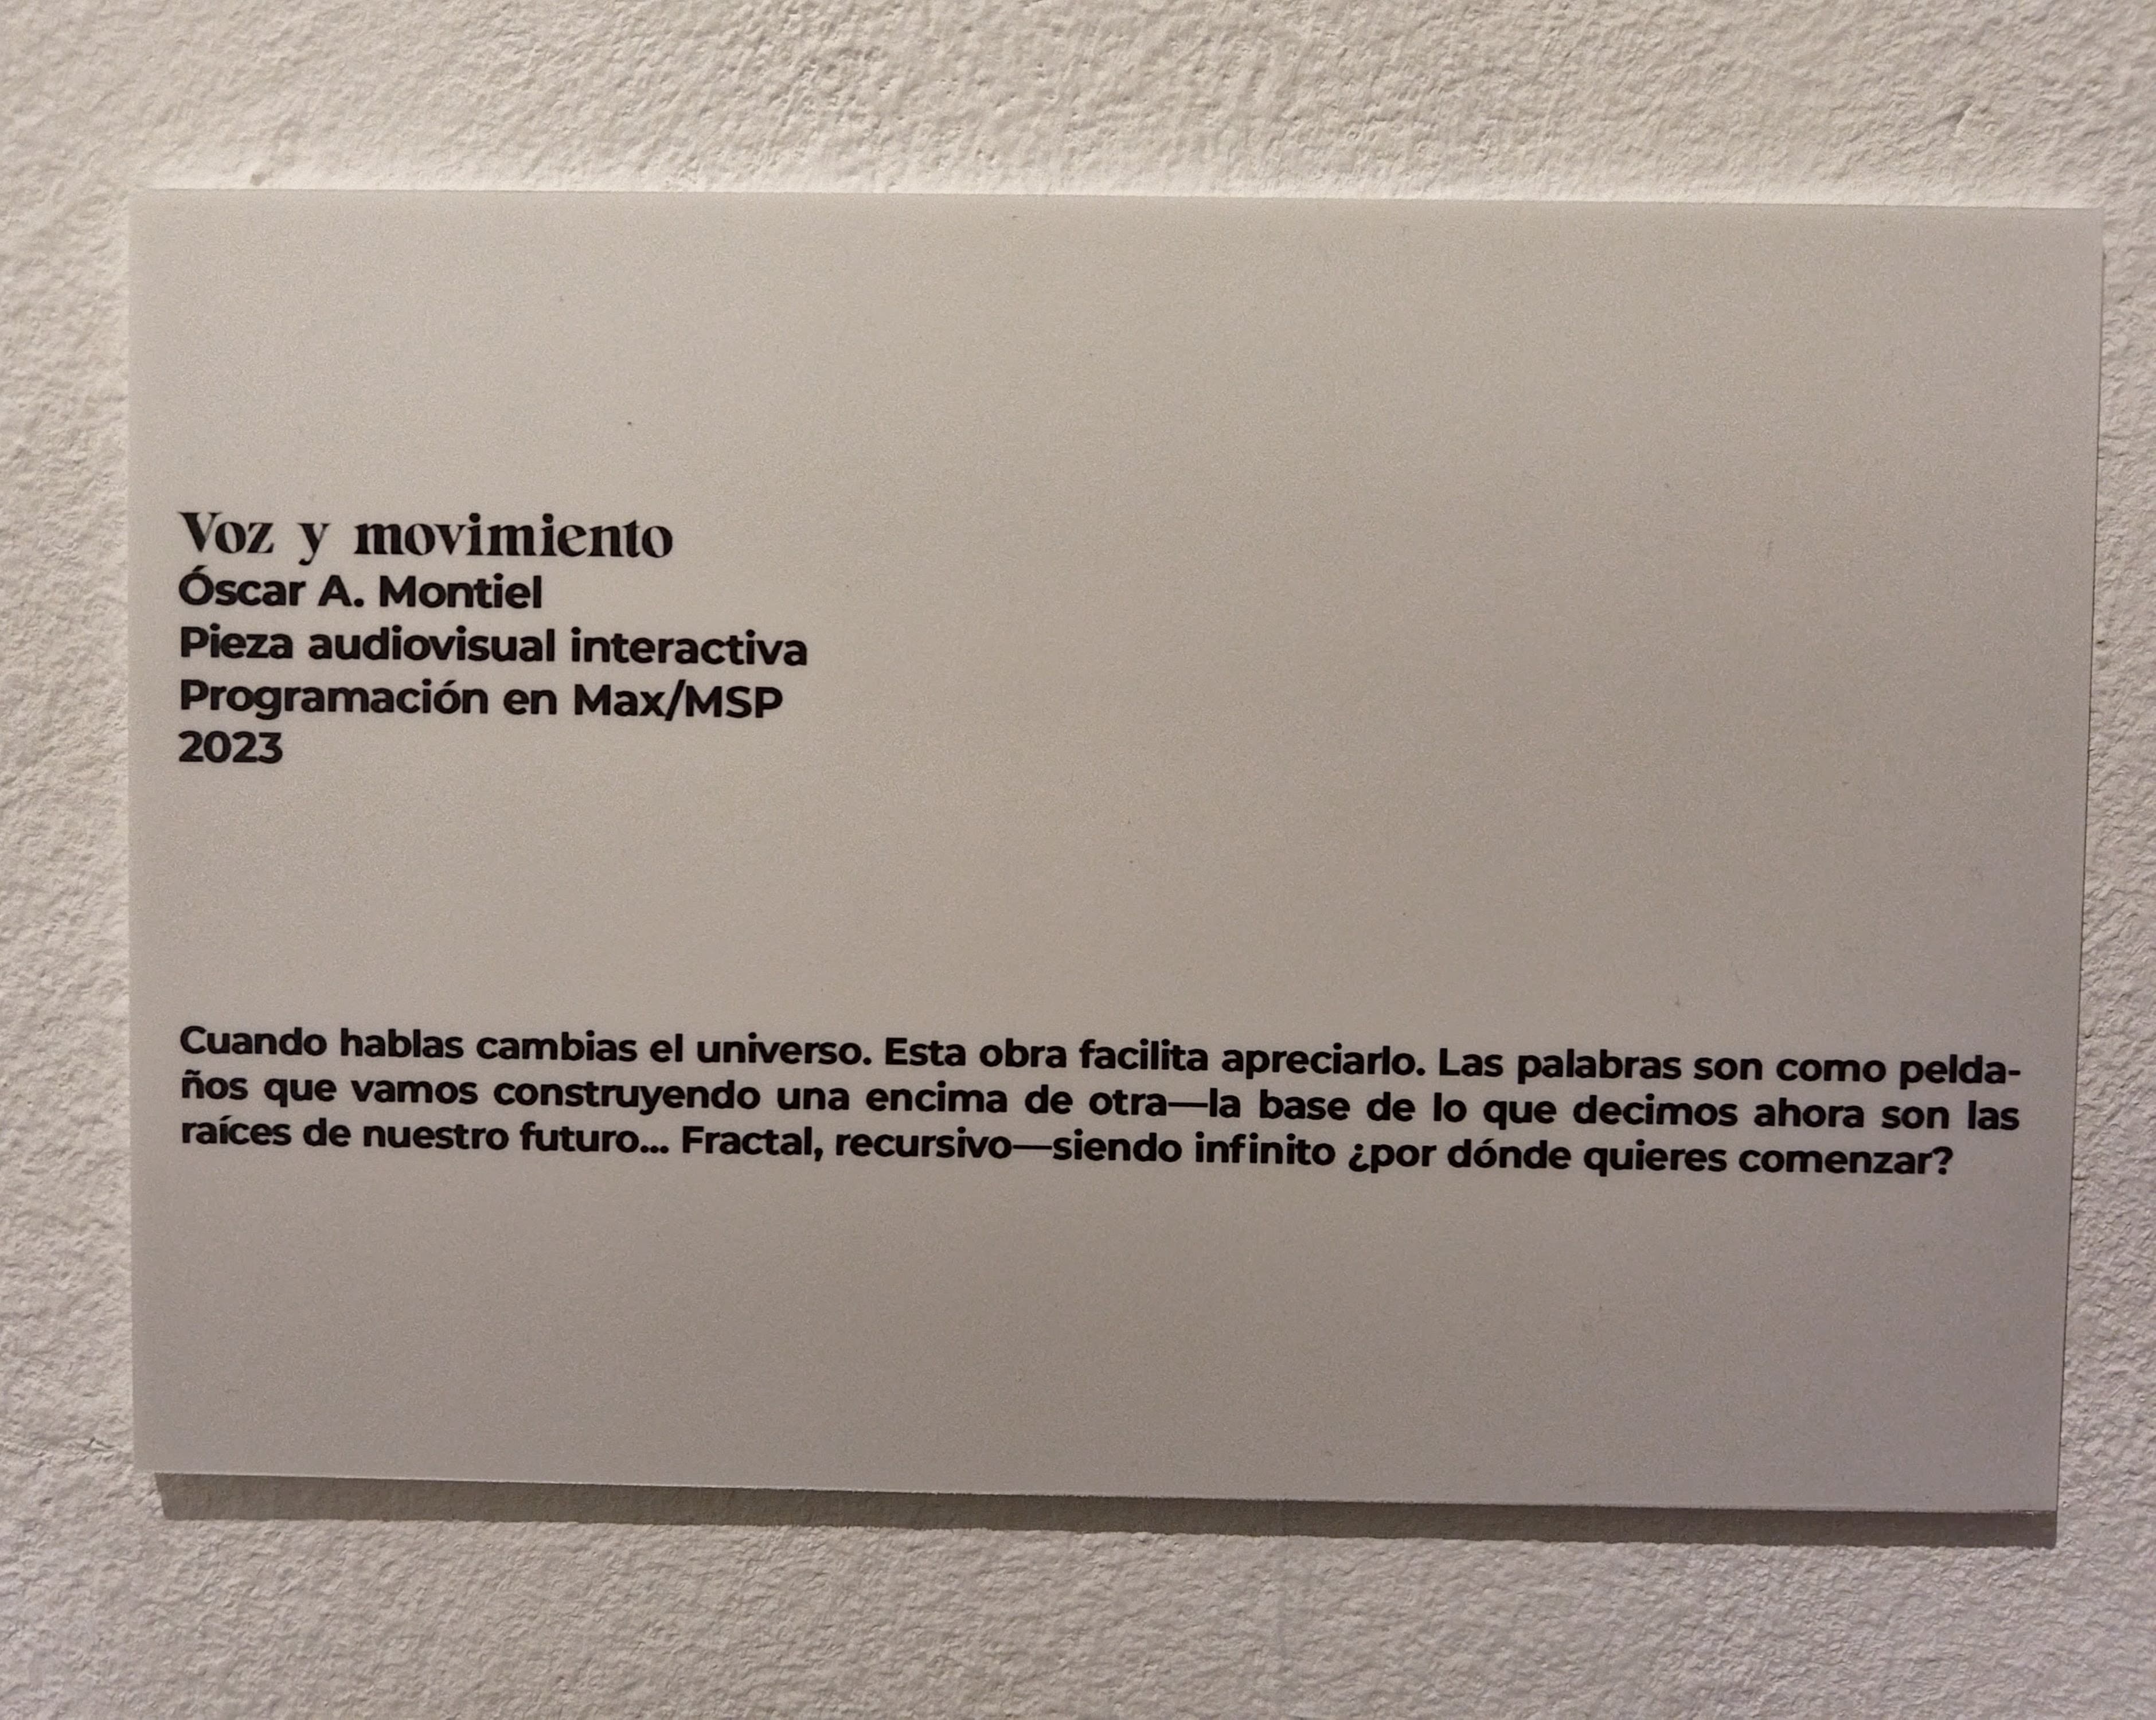 Voz y movimiento
Óscar A. Montiel
Pieza audiovisual interactiva
Programación en Max/MSP
2023
Cuando hablas cambias el universo. Esta obra facilita apreciarlo. Las palabras son como pelda-
ños que vamos construyendo una encima de otra—la base de lo que decimos ahora son las
raíces de nuestro futuro... Fractal, recursivo—siendo infinito ¿por dónde quieres comenzar?